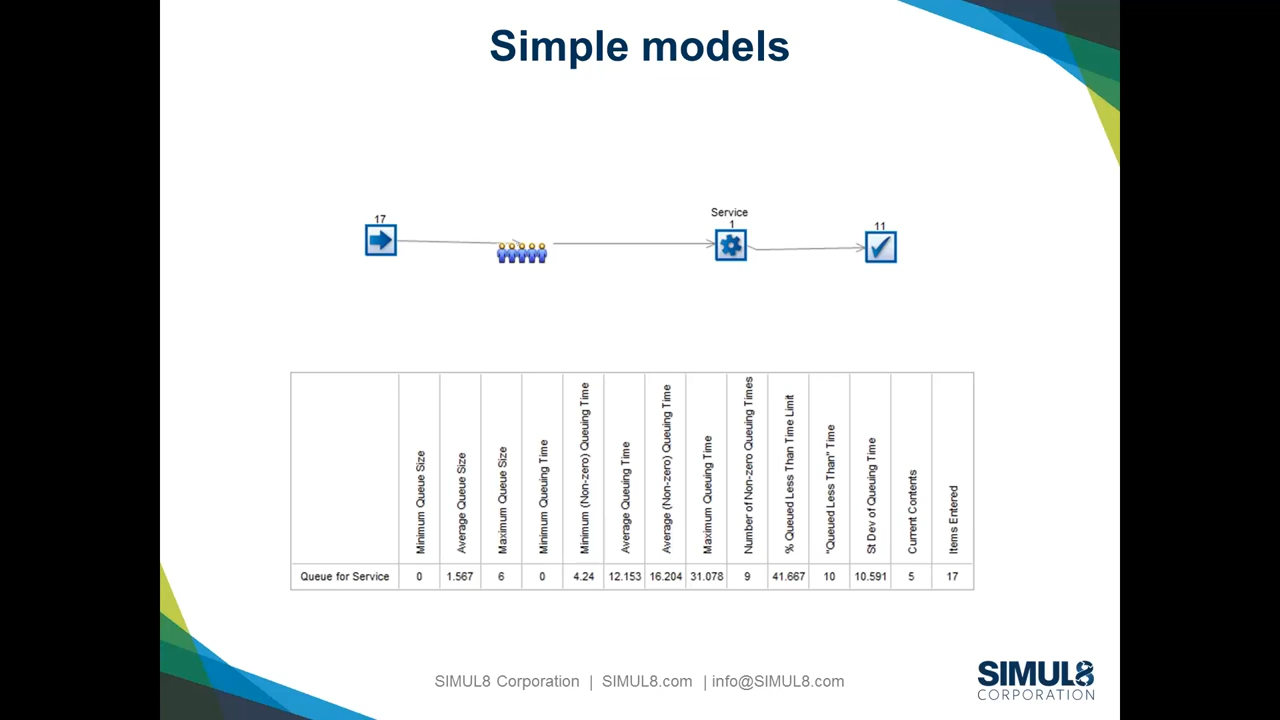 Simple models
17
Service
1
11
Minimum Queue Size
Average Queue Size
Maximum Queue Size
Minimum Queuing Time
Minimum (Non-zero) Queuing Time
Average Queuing Time
Average (Non-zero) Queuing Time
Maximum Queuing Time
Number of Non-zero Queuing Times
% Queued Less Than Time Limit
"Queued Less Than" Time
St Dev of Queuing Time
Current Contents
Items Entered
Queue for Service 0 1.567 6 0 4.24 12.153 16.204 31.078 9 41.667 10 10.591 5 17
SIMUL8 Corporation | SIMUL8.com | info@SIMUL8.com
SIMUL8
CORPORATION